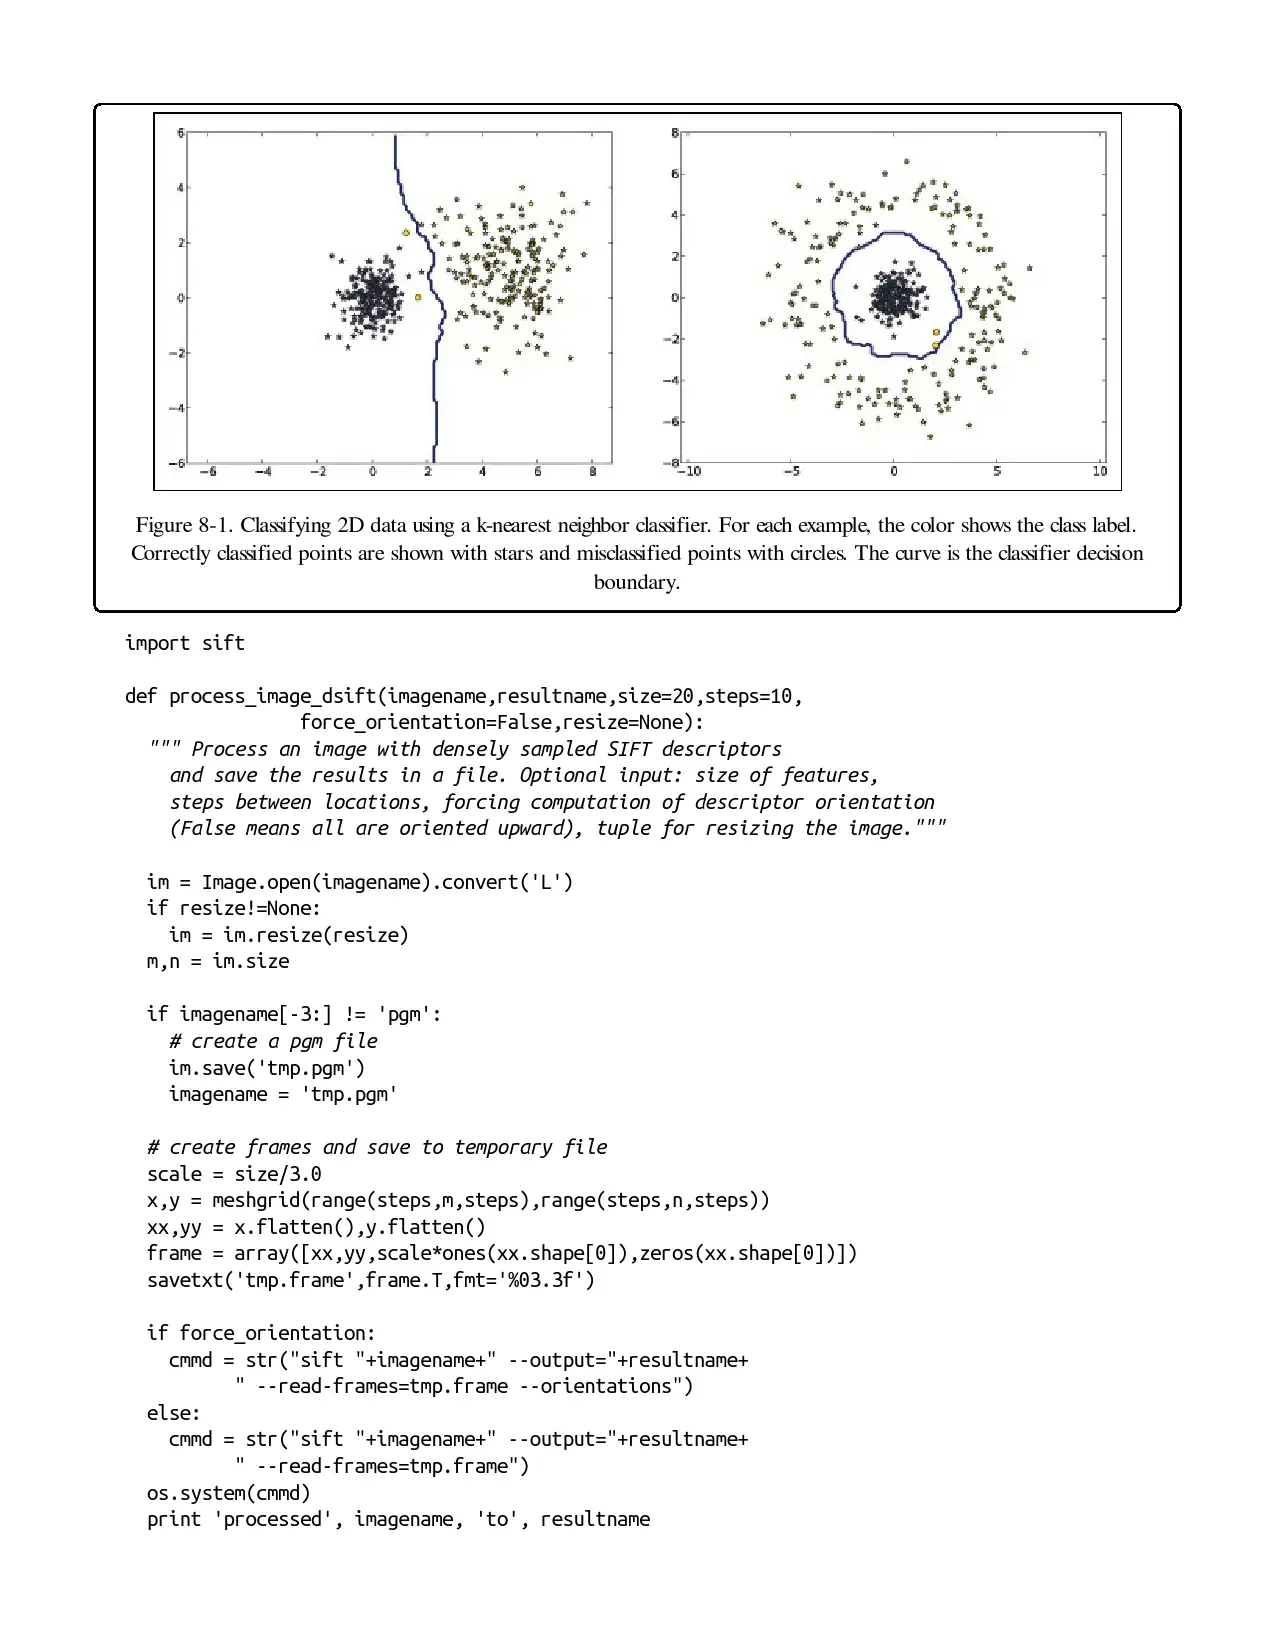 6
4
2
0
−2
−4
−6
−6 −4 −2 0 2 4 6 8
8
6
4
2
0
−2
−4
−6
−8
−10 −5 0 5 10
Figure 8-1. Classifying 2D data using a k-nearest neighbor classifier. For each example, the color shows the class label.
Correctly classified points are shown with stars and misclassified points with circles. The curve is the classifier decision
boundary.
import sift
def process_image_dsift(imagename,resultname,size=20,steps=10,
force_orientation=False,resize=None):
""" Process an image with densely sampled SIFT descriptors
and save the results in a file. Optional input: size of features,
steps between locations, forcing computation of descriptor orientation
(False means all are oriented upward), tuple for resizing the image."""
im = Image.open(imagename).convert('L')
if resize!=None:
im = im.resize(resize)
m,n = im.size
if imagename[-3:] != 'pgm':
# create a pgm file
im.save('tmp.pgm')
imagename = 'tmp.pgm'
# create frames and save to temporary file
scale = size/3.0
x,y = meshgrid(range(steps,m,steps),range(steps,n,steps))
xx,yy = x.flatten(),y.flatten()
frame = array([xx,yy,scale*ones(xx.shape[0]),zeros(xx.shape[0])])
savetxt('tmp.frame',frame.T,fmt='%03.3f')
if force_orientation:
cmmd = str("sift "+imagename+" --output="+resultname+
" --read-frames=tmp.frame --orientations")
else:
cmmd = str("sift "+imagename+" --output="+resultname+
" --read-frames=tmp.frame")
os.system(cmmd)
print 'processed', imagename, 'to', resultname